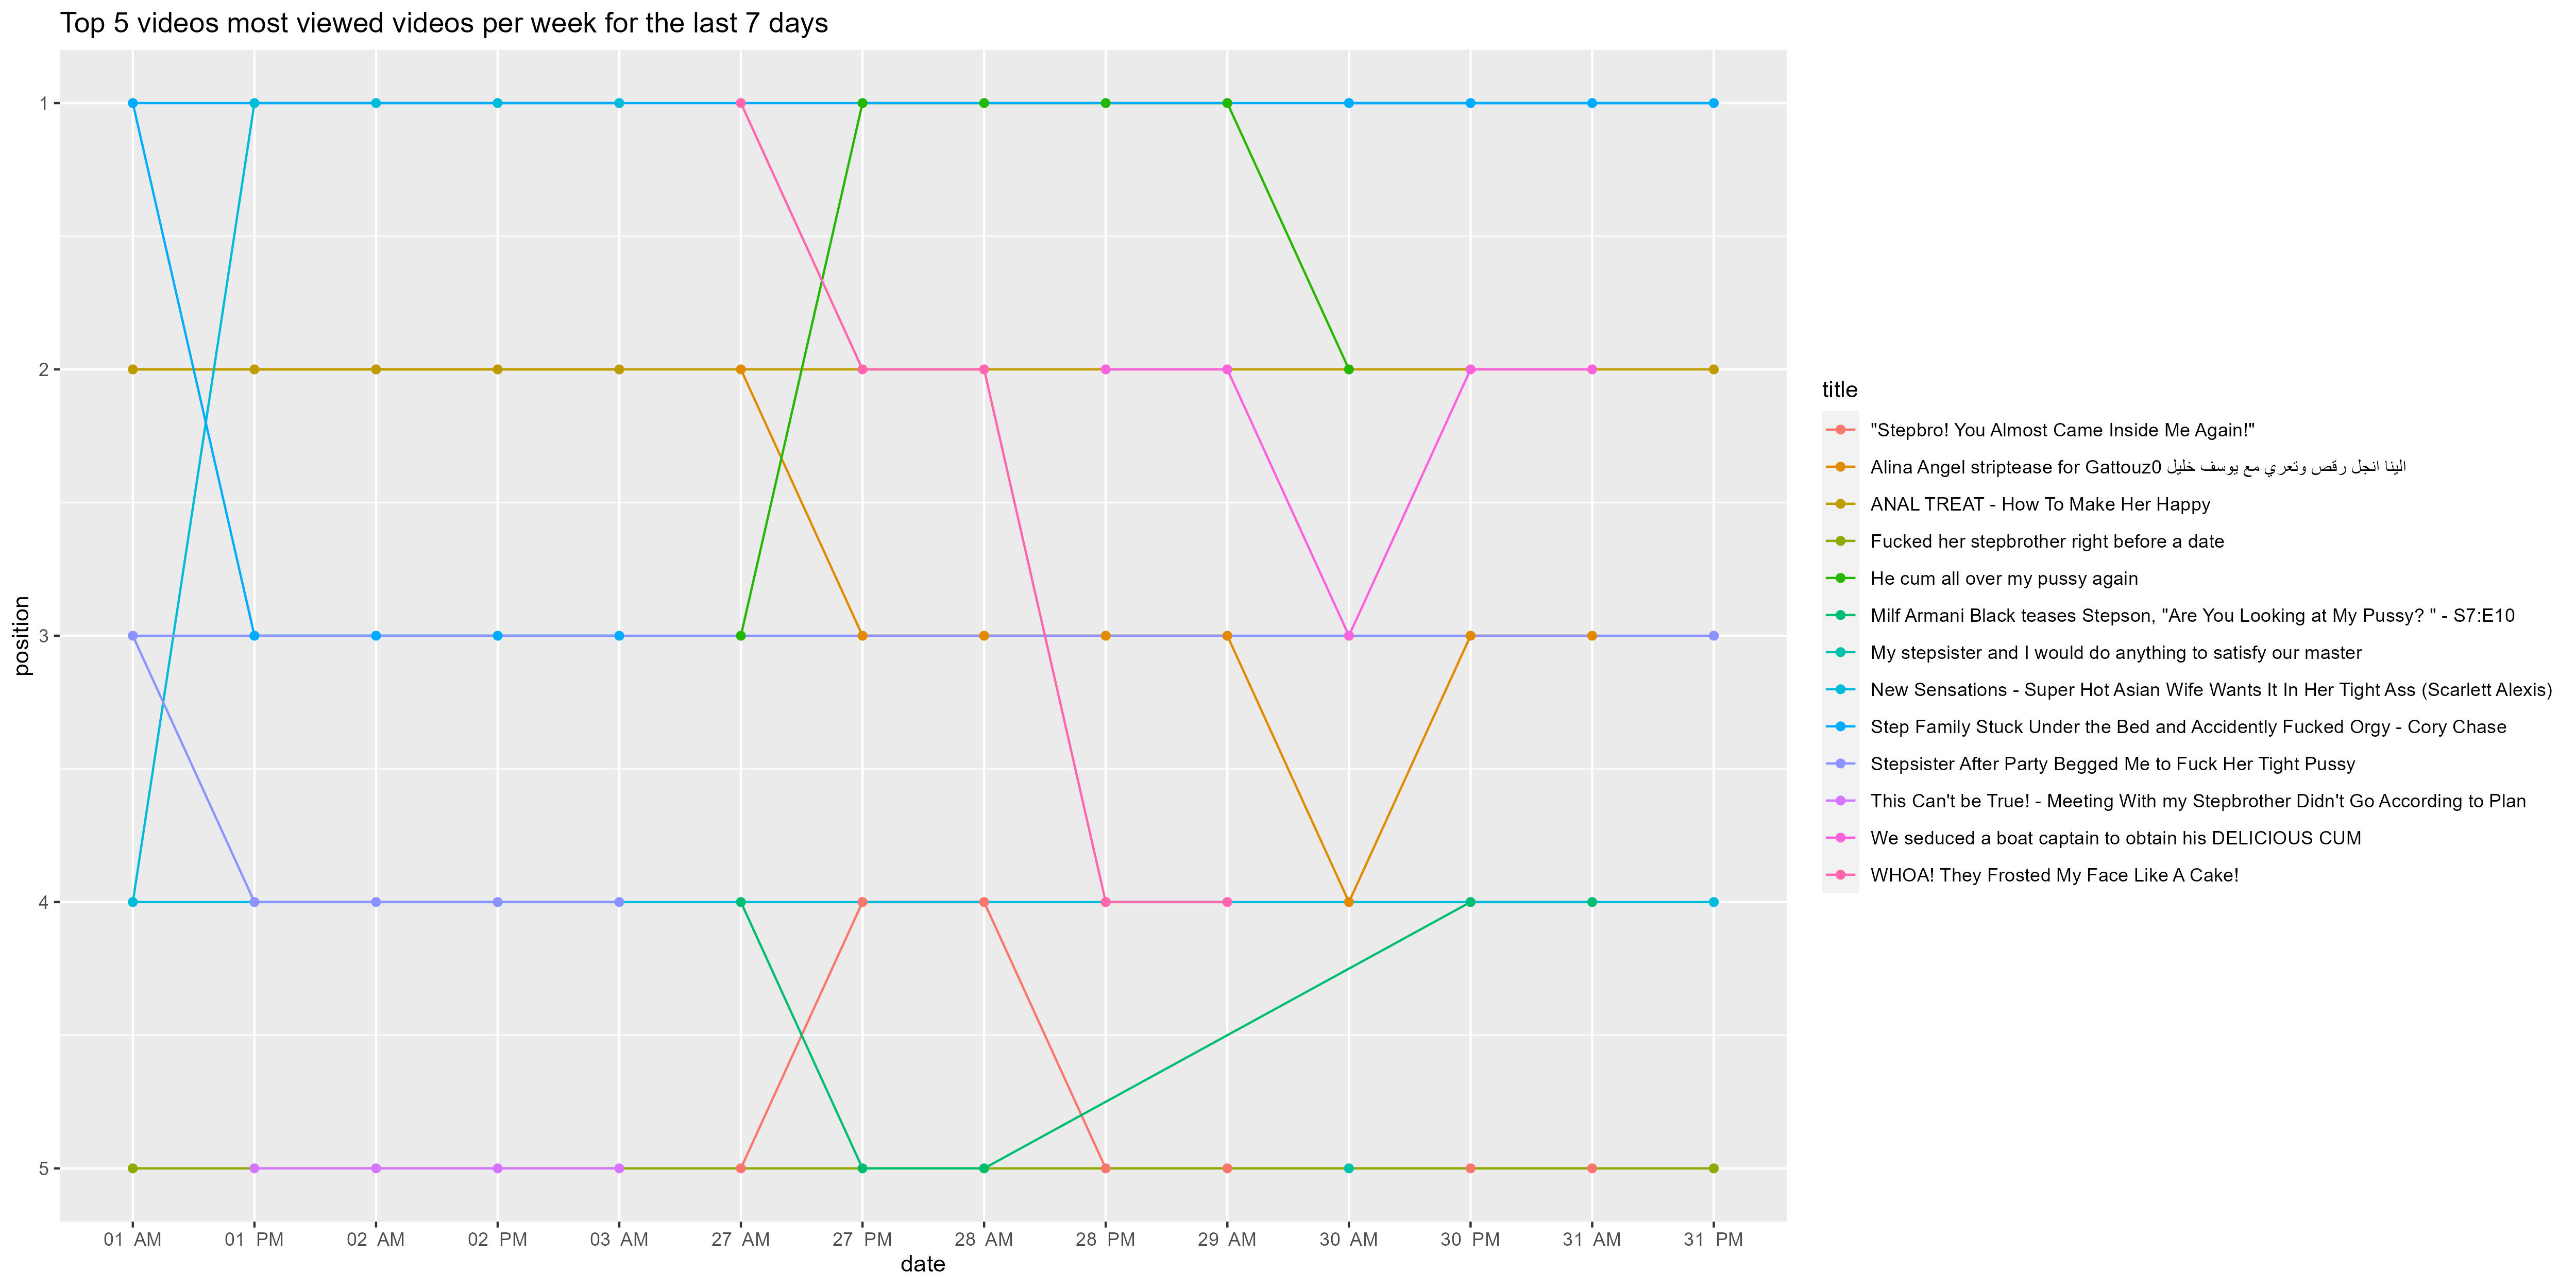 Top 5 videos most viewed videos per week for the last 7 days
position
1
2
3
4
5
01 AM 01 PM 02 AM 02 PM 03 AM 27 AM 27 PM 28 AM 28 PM 29 AM 30 AM 30 PM 31 AM 31 PM
date
title
"Stepbro! You Almost Came Inside Me Again!"
Alina Angel striptease for Gattouz0 الينا انجل رقص وتعري مع يوسف خليل
ANAL TREAT - How To Make Her Happy
Fucked her stepbrother right before a date
He cum all over my pussy again
Milf Armani Black teases Stepson, "Are You Looking at My Pussy? " - S7:E10
My stepsister and I would do anything to satisfy our master
New Sensations - Super Hot Asian Wife Wants It In Her Tight Ass (Scarlett Alexis)
Step Family Stuck Under the Bed and Accidently Fucked Orgy - Cory Chase
Stepsister After Party Begged Me to Fuck Her Tight Pussy
This Can't be True! - Meeting With my Stepbrother Didn't Go According to Plan
We seduced a boat captain to obtain his DELICIOUS CUM
WHOA! They Frosted My Face Like A Cake!